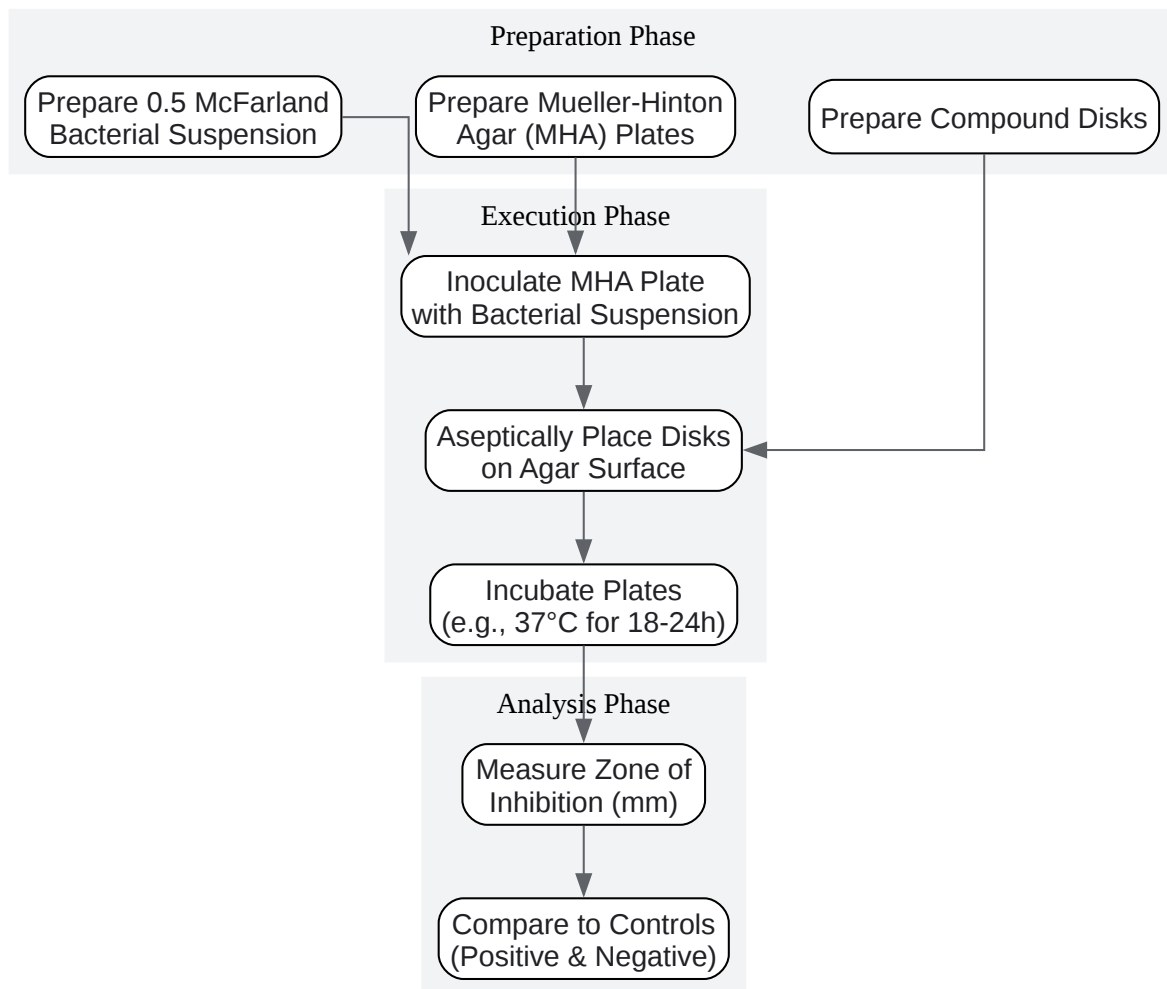 Preparation Phase
Prepare 0.5 McFarland
Bacterial Suspension
Prepare Mueller-Hinton
Agar (MHA) Plates
Prepare Compound Disks
Execution Phase
Inoculate MHA Plate
with Bacterial Suspension
Aseptically Place Disks
on Agar Surface
Incubate Plates
(e.g., 37°C for 18-24h)
Analysis Phase
Measure Zone of
Inhibition (mm)
Compare to Controls
(Positive & Negative)